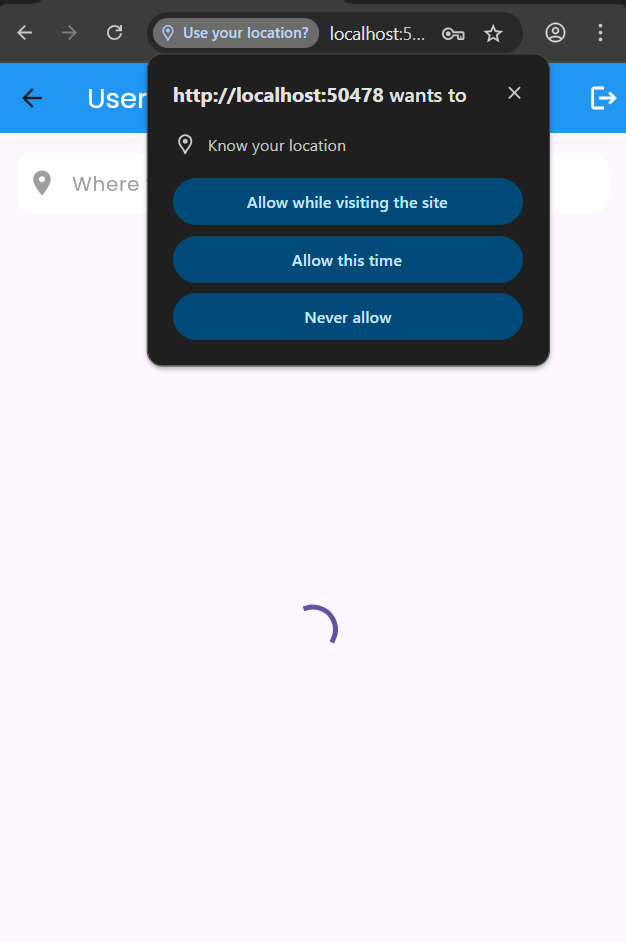 Use your location?
localhost:5...
User
http://localhost:50478 wants to
Know your location
Where
Allow while visiting the site
Allow this time
Never allow